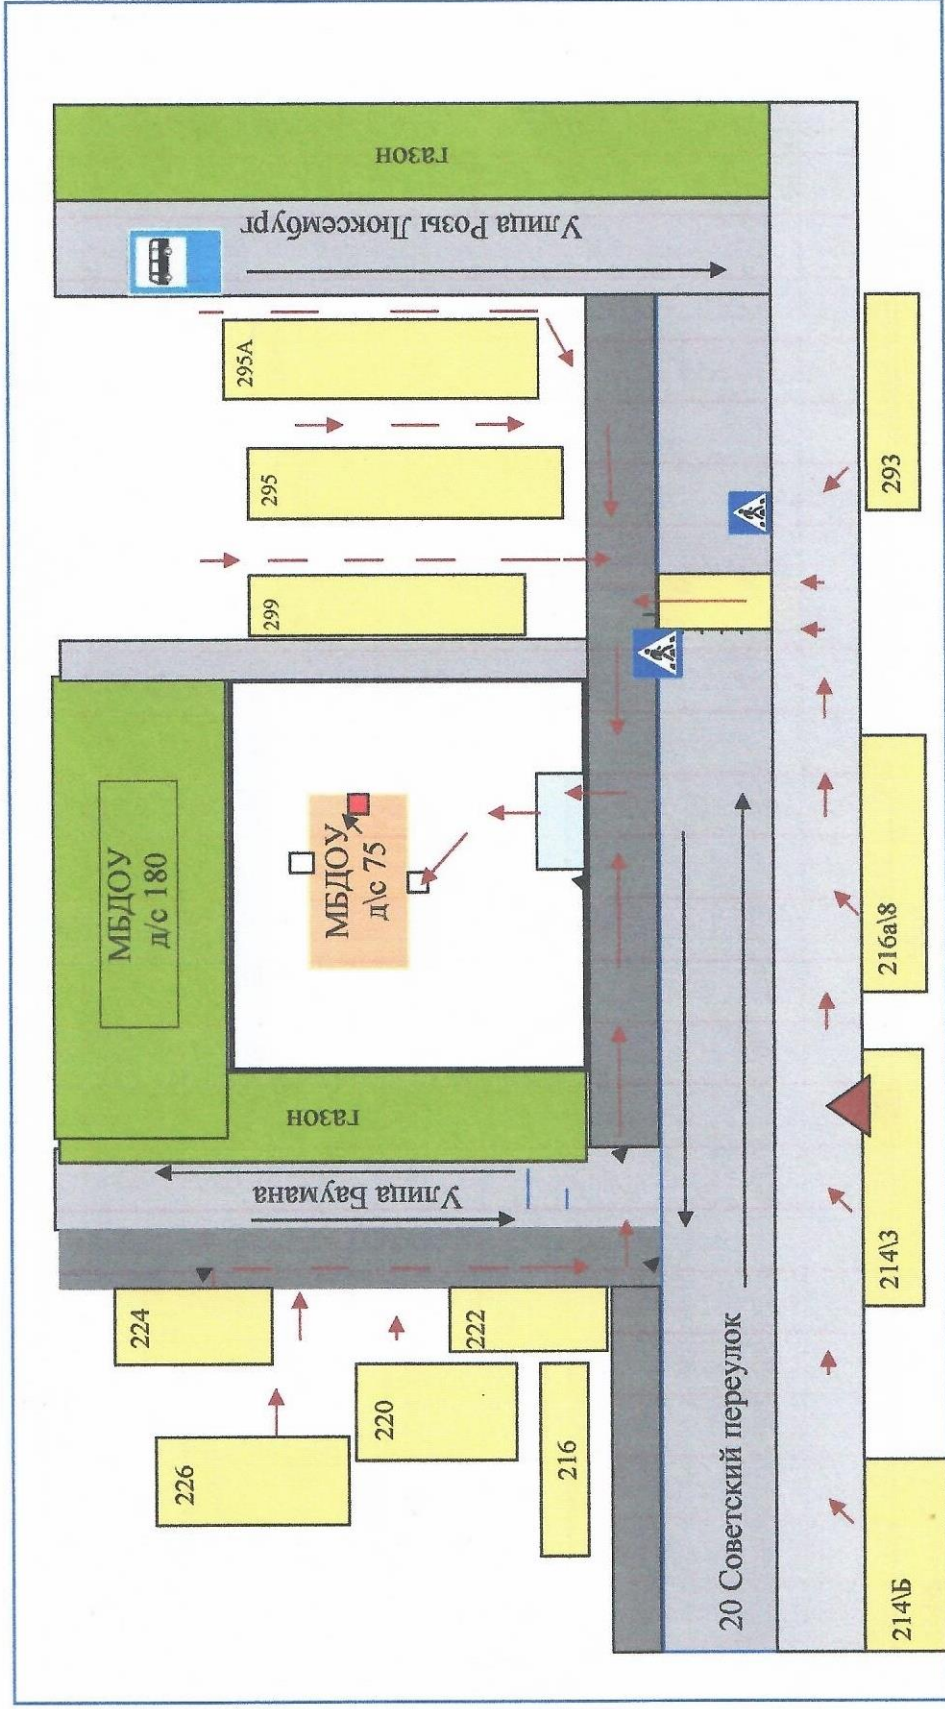 МБДОУ
д/с 180
МБДОУ
д\с 75
газон
газон
Улица Баумана
Улица Розы Люксембург
20 Советский переулок
226
224
220
222
216
299
295
295А
214\Б
214\3
216а\8
293